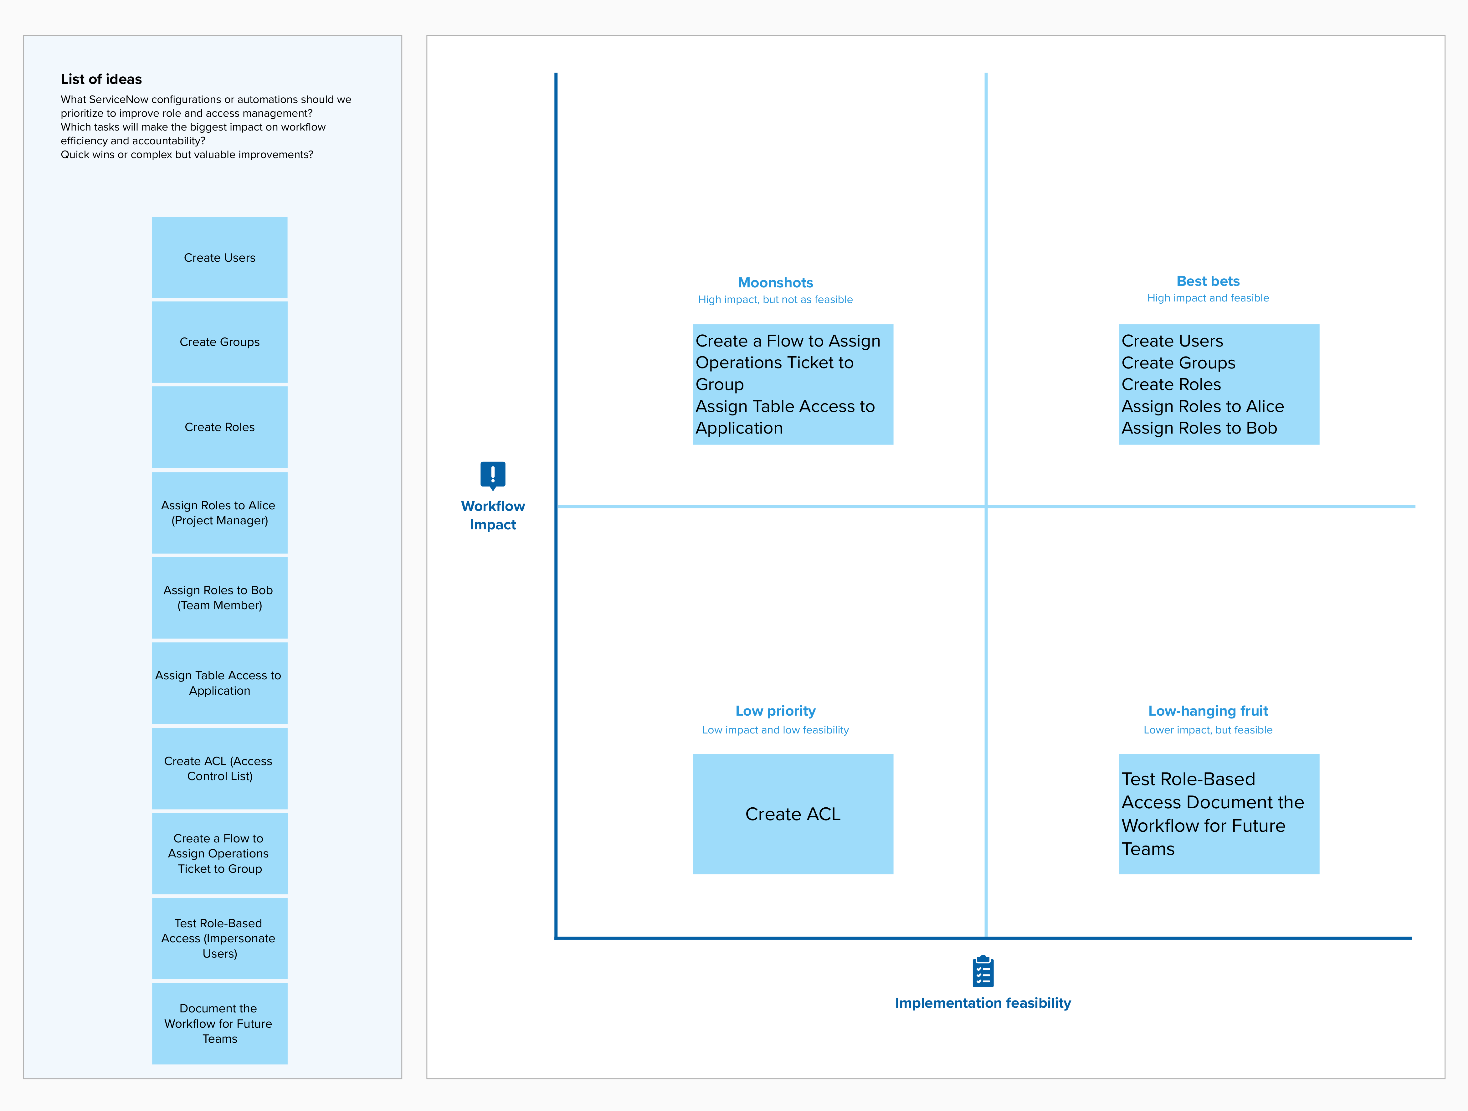 List of ideas
What ServiceNow configurations or automations should we
prioritize to improve role and access management?
Which tasks will make the biggest impact on workflow
efficiency and accountability?
Quick wins or complex but valuable improvements?
Create Users
Create Groups
Create Roles
Assign Roles to Alice
(Project Manager)
Assign Roles to Bob
(Team Member)
Assign Table Access to
Application
Create ACL (Access
Control List)
Create a Flow to
Assign Operations
Ticket to Group
Test Role-Based
Access (Impersonate
Users)
Document the
Workflow for Future
Teams
Workflow
Impact
Moonshots
High impact, but not as feasible
Create a Flow to Assign
Operations Ticket to
Group
Assign Table Access to
Application
Best bets
High impact and feasible
Create Users
Create Groups
Create Roles
Assign Roles to Alice
Assign Roles to Bob
Low priority
Low impact and low feasibility
Create ACL
Low-hanging fruit
Lower impact, but feasible
Test Role-Based
Access Document the
Workflow for Future
Teams
Implementation feasibility